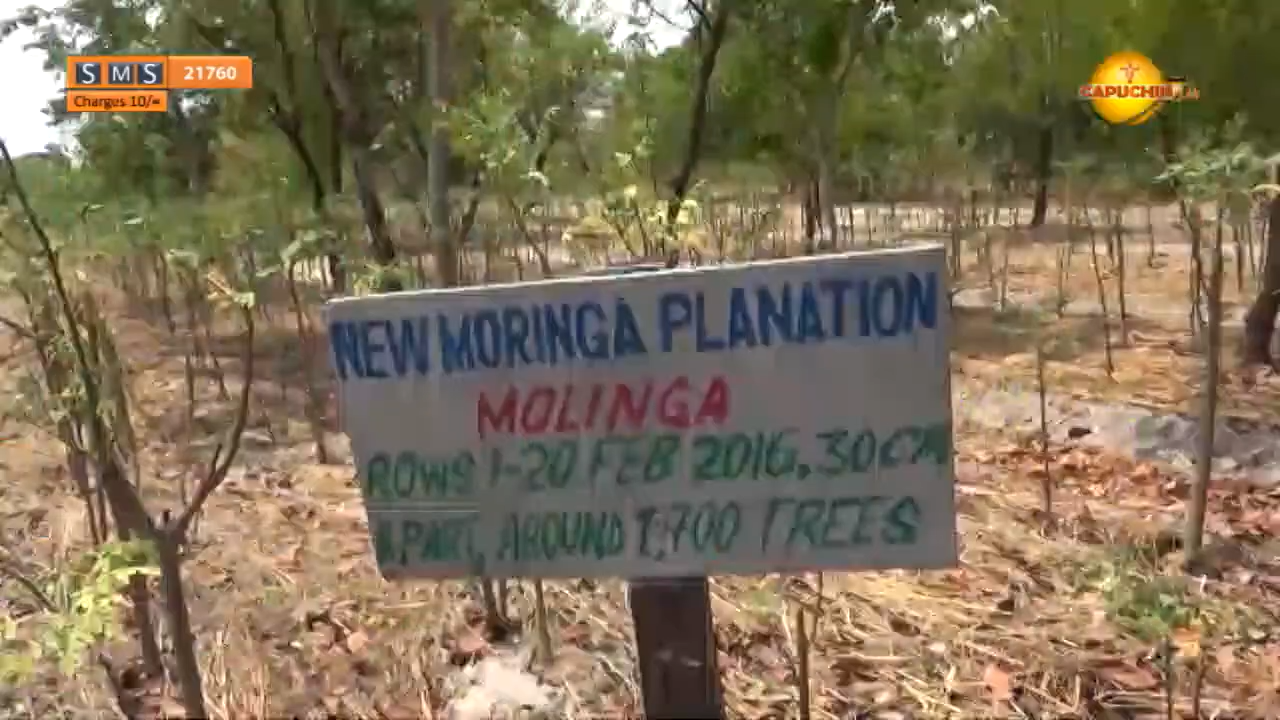 SMS 21760
Charges 10/=
CAPUCHIN
NEW MORINGA PLANATION
MOLINGA
ROWS 1-20 FEB 2016, 30CM
APART, AROUND 1,700 TREES